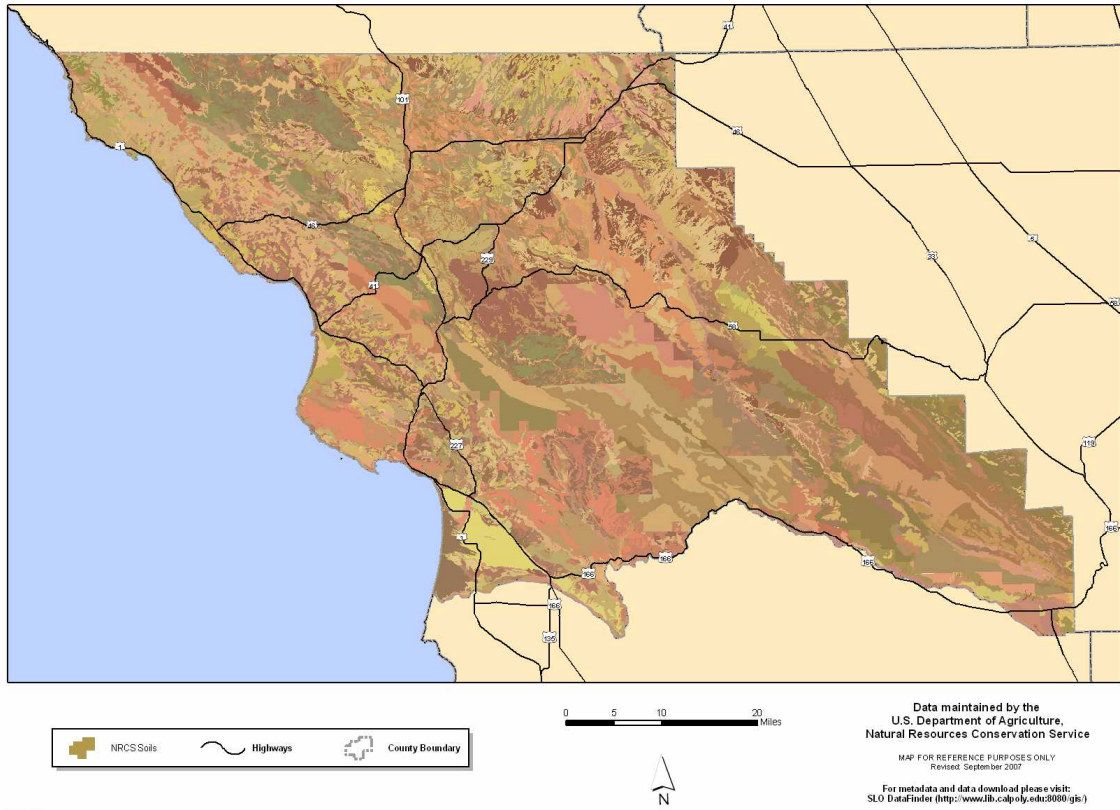 41
101
46
1
46
5
33
229
41
58
58
227
119
1
166
166
166
166
166
135
NRCS Soils
Highways
County Boundary
0 5 10 20
Miles
N
Data maintained by the
U.S. Department of Agriculture,
Natural Resources Conservation Service
MAP FOR REFERENCE PURPOSES ONLY
Revised: September 2007
For metadata and data download please visit:
SLO DataFinder (http://www.lib.calpoly.edu:8080/gis/)